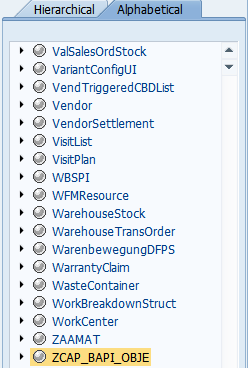 Hierarchical Alphabetical
ValSalesOrdStock
VariantConfigUI
VendTriggeredCBDList
Vendor
VendorSettlement
VisitList
VisitPlan
WBSPI
WFMResource
WarehouseStock
WarehouseTransOrder
WarenbewegungDFPS
WarrantyClaim
WasteContainer
WorkBreakdownStruct
WorkCenter
ZAAMAT
ZCAP_BAPI_OBJE